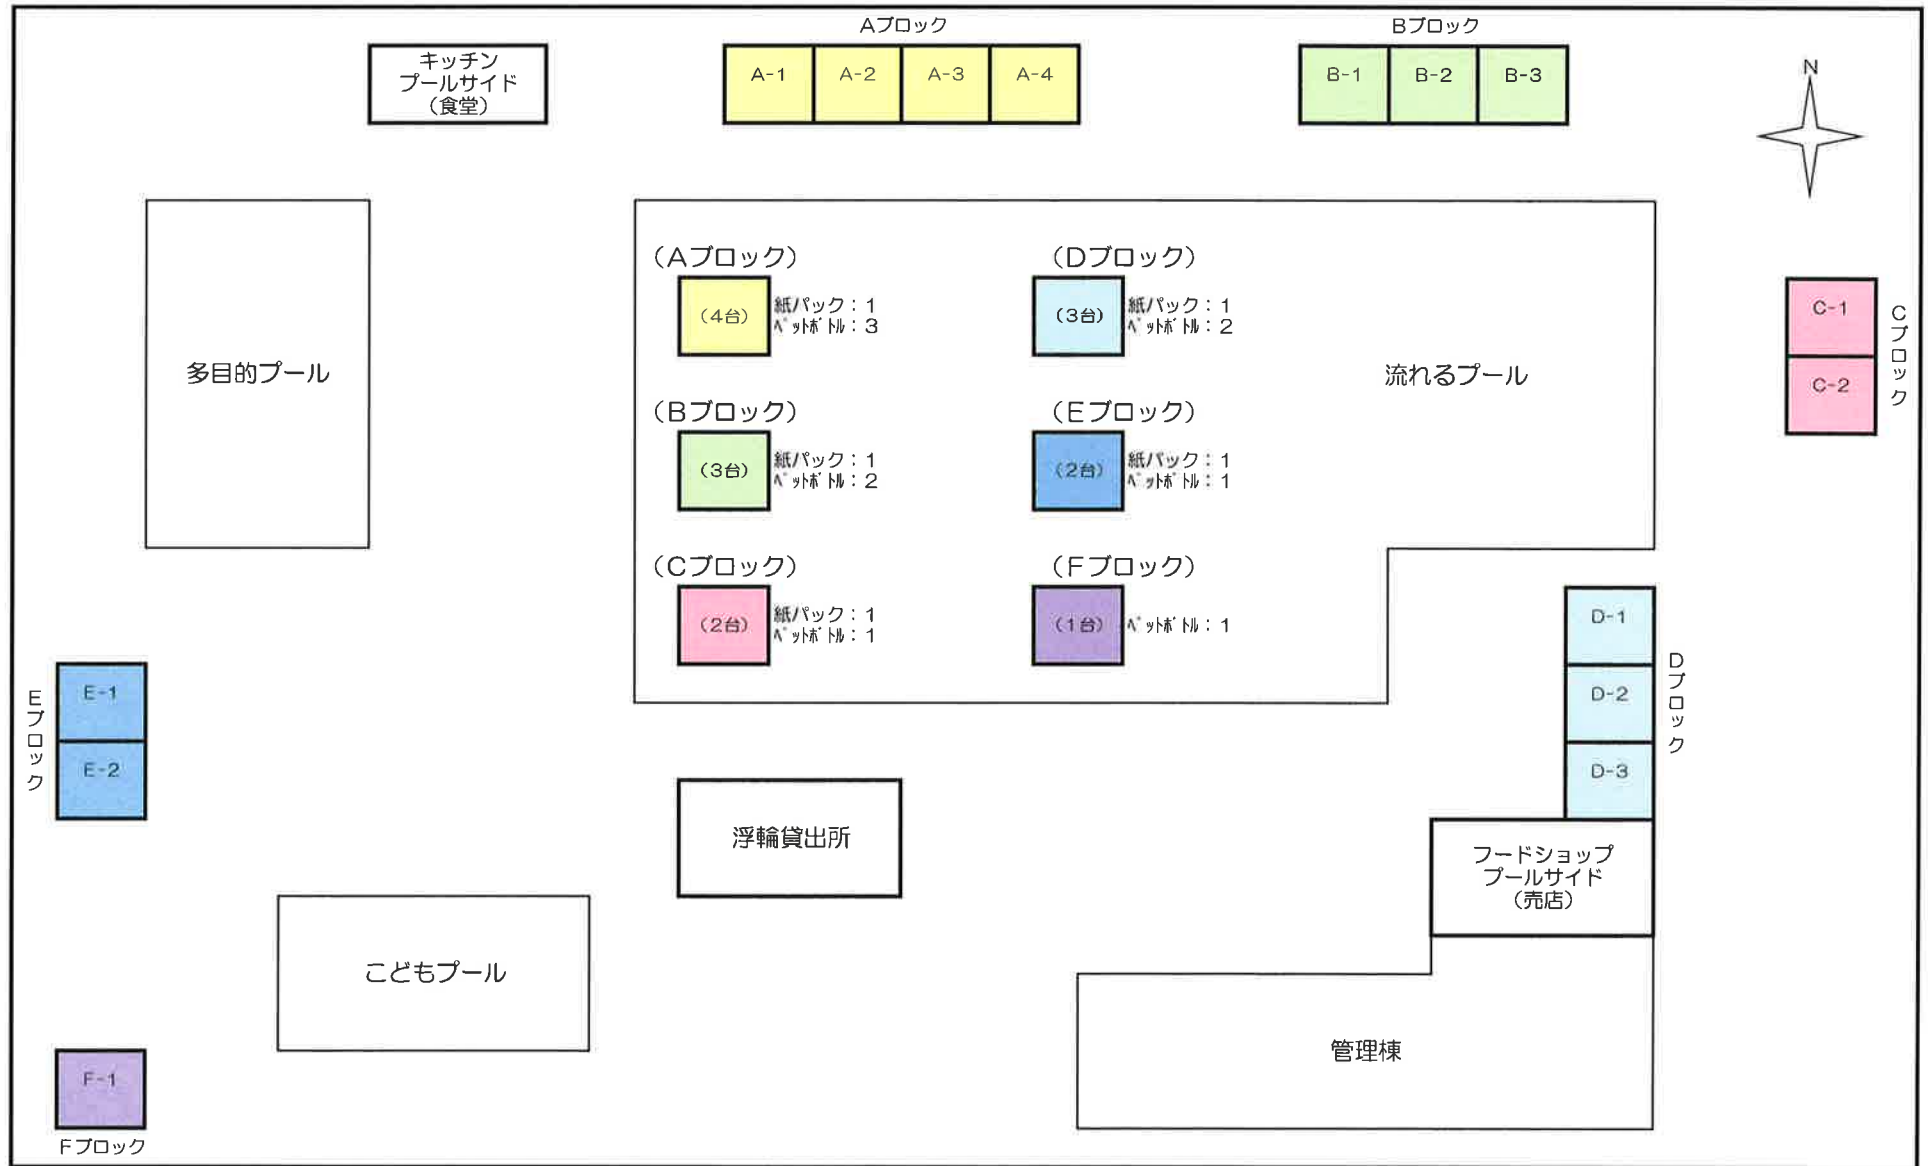 Aブロック
Bブロック
キッチン
プールサイド
(食堂)
A-1
A-2
A-3
A-4
B-1
B-2
B-3
N
(Aブロック)
(4台)
紙パック:1
ペットボトル:3
(Dブロック)
(3台)
紙パック:1
ペットボトル:2
C-1
C-2
Cブロック
多目的プール
流れるプール
(Bブロック)
(3台)
紙パック:1
ペットボトル:2
(Eブロック)
(2台)
紙パック:1
ペットボトル:1
(Cブロック)
(2台)
紙パック:1
ペットボトル:1
(Fブロック)
(1台)
ペットボトル:1
D-1
D-2
D-3
Dブロック
Eブロック
E-1
E-2
浮輪貸出所
フードショップ
プールサイド
(売店)
こどもプール
管理棟
F-1
Fブロック